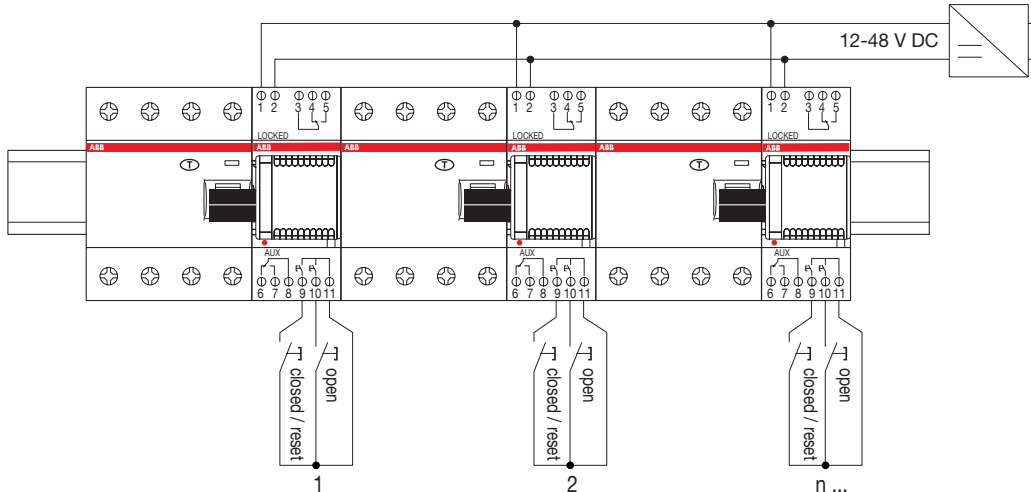 12-48 V DC
1 2 3 4 5 1 2 3 4 5 1 2 3 4 5
LOCKED LOCKED LOCKED
ABB ABB ABB ABB ABB ABB
T T T
AUX AUX AUX
6 7 8 9 10 11 6 7 8 9 10 11 6 7 8 9 10 11
closed / reset open closed / reset open closed / reset open
1 2 n ...